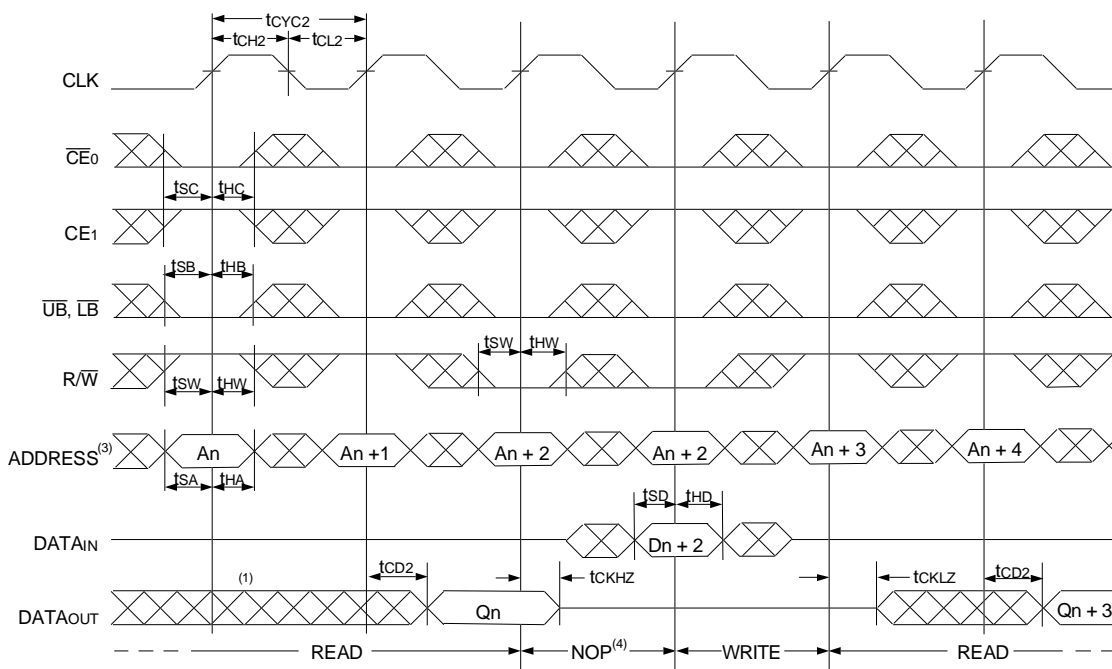 tCYC2
tCH2 tCL2
CLK
CE0
tSC tHC
CE1
tSB tHB
UB, LB
tSW tHW
R/W
tSW tHW
ADDRESS(3) An An +1 An + 2 An + 2 An + 3 An + 4
tSA tHA
tSD tHD
DATAIN Dn + 2
(1) tCD2 tCKHZ tCKLZ tCD2
DATAOUT Qn Qn + 3
READ NOP(4) WRITE READ